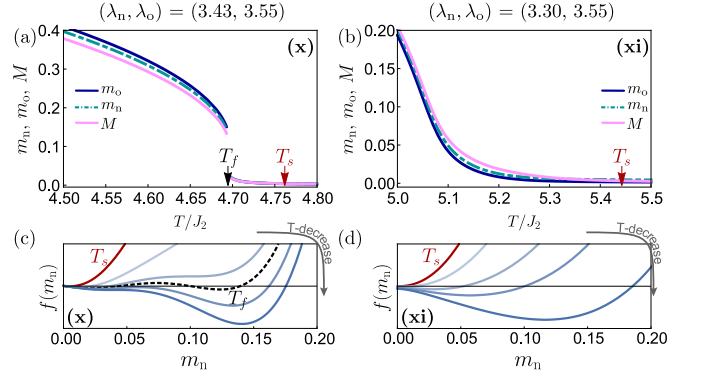 (λn, λo) = (3.43, 3.55)
(λn, λo) = (3.30, 3.55)
(a)
(x)
mn, mo, M
0.4
0.3
0.2
0.1
0.0
mo
mn
M
Tf
Ts
4.50 4.55 4.60 4.65 4.70 4.75 4.80
T/J2
(b)
(xi)
mn, mo, M
0.20
0.15
0.10
0.05
0.00
mo
mn
M
Ts
5.0 5.1 5.2 5.3 5.4 5.5
T/J2
(c)
T-decrease
Ts
Tf
f(mn)
(x)
0.00 0.05 0.10 0.15 0.20
mn
(d)
T-decrease
Ts
f(mn)
(xi)
0.00 0.05 0.10 0.15 0.20
mn